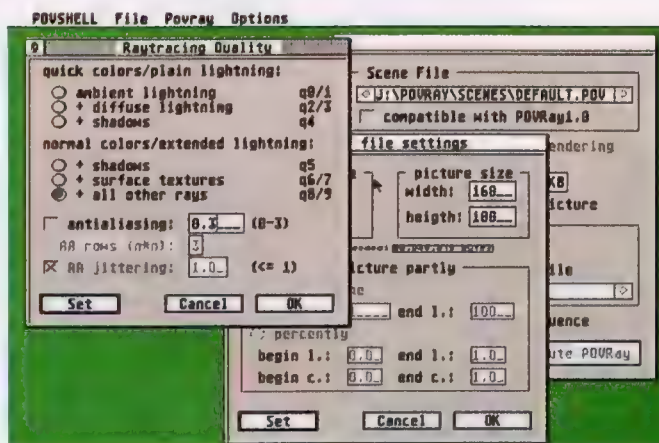 POVSHELL File Povray Options
Raytracing Quality
quick colors/plain lightning:
ambient lightning q0/1
+ diffuse lightning q2/3
+ shadows q4
normal colors/extended lightning:
+ shadows q5
+ surface textures q6/7
+ all other rays q8/9
antialiasing: 0.3 (0-3)
AA rows (n*n): 3
AA jittering: 1.0 (<= 1)
Set Cancel OK
Scene File
U:\POVRAY\SCENES\DEFAULT.POV
compatible with POVRay1.0
endering
KB
icture
ile
uence
ute POVRay
file settings
picture size
width: 160
heigth: 100
icture partly
end l.: 100
percently
begin l.: 0.0 end l.: 1.0
begin c.: 0.0 end c.: 1.0
Set Cancel OK